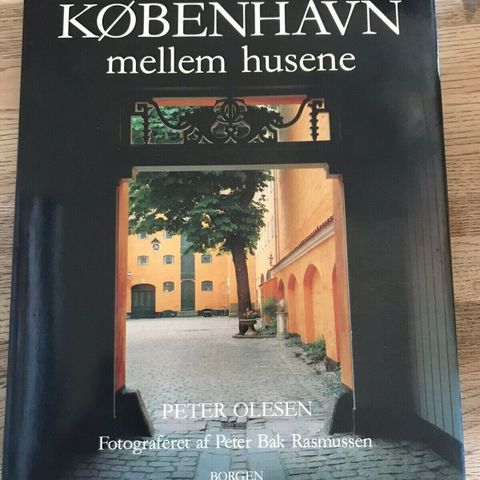 KØBENHAVN
mellem husene
PETER OLESEN
Fotograferet af Peter Bak Rasmussen
BORGEN